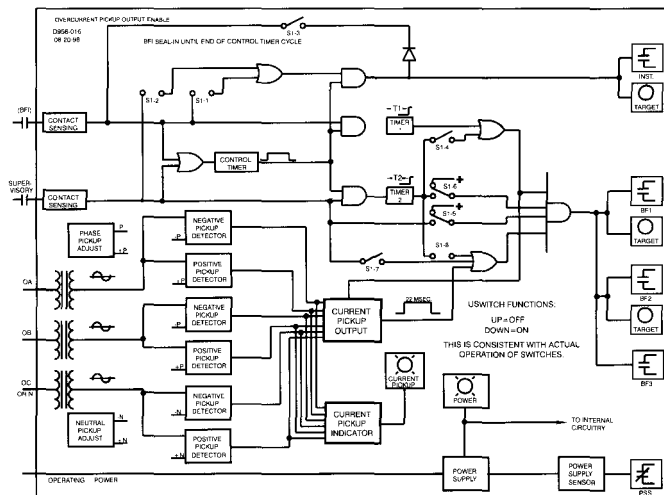 OVERCURRENT PICKUP OUTPUT ENABLE
D958-016
08 20-98
BFI SEAL-IN UNTIL END OF CONTROL TIMER CYCLE
S1-3
S1-2
S1-1
INST.
TARGET
(BFI)
CONTACT
SENSING
T1
TIMER
1
S1-4
CONTROL
TIMER
SUPER-
VISORY
CONTACT
SENSING
T2
TIMER
2
S1-6
+
S1-5
+
S1-7
S1-8
BF1
TARGET
PHASE
PICKUP
ADJUST
-P
+P
-P
NEGATIVE
PICKUP
DETECTOR
+P
POSITIVE
PICKUP
DETECTOR
OA
-P
NEGATIVE
PICKUP
DETECTOR
OB
+P
POSITIVE
PICKUP
DETECTOR
OC
OR N
-N
NEGATIVE
PICKUP
DETECTOR
NEUTRAL
PICKUP
ADJUST
-N
+N
+N
POSITIVE
PICKUP
DETECTOR
CURRENT
PICKUP
OUTPUT
22 MSEC.
USWITCH FUNCTIONS:
UP=OFF
DOWN=ON
THIS IS CONSISTENT WITH ACTUAL
OPERATION OF SWITCHES.
BF2
TARGET
BF3
CURRENT
PICKUP
INDICATOR
CURRENT
PICKUP
POWER
TO INTERNAL
CIRCUITRY
OPERATING POWER
POWER
SUPPLY
POWER
SUPPLY
SENSOR
PSS